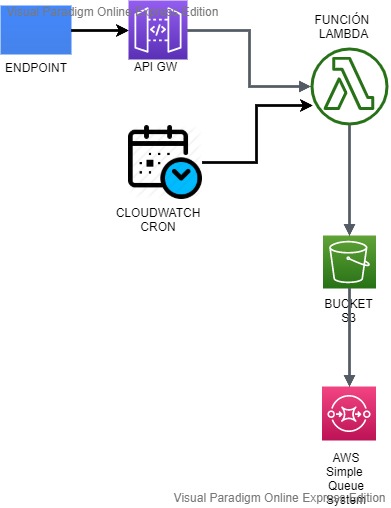 Visual Paradigm Online Express Edition
FUNCIÓN
LAMBDA
ENDPOINT
API GW
CLOUDWATCH
CRON
BUCKET
S3
AWS
Simple
Queue
System
Visual Paradigm Online Express Edition